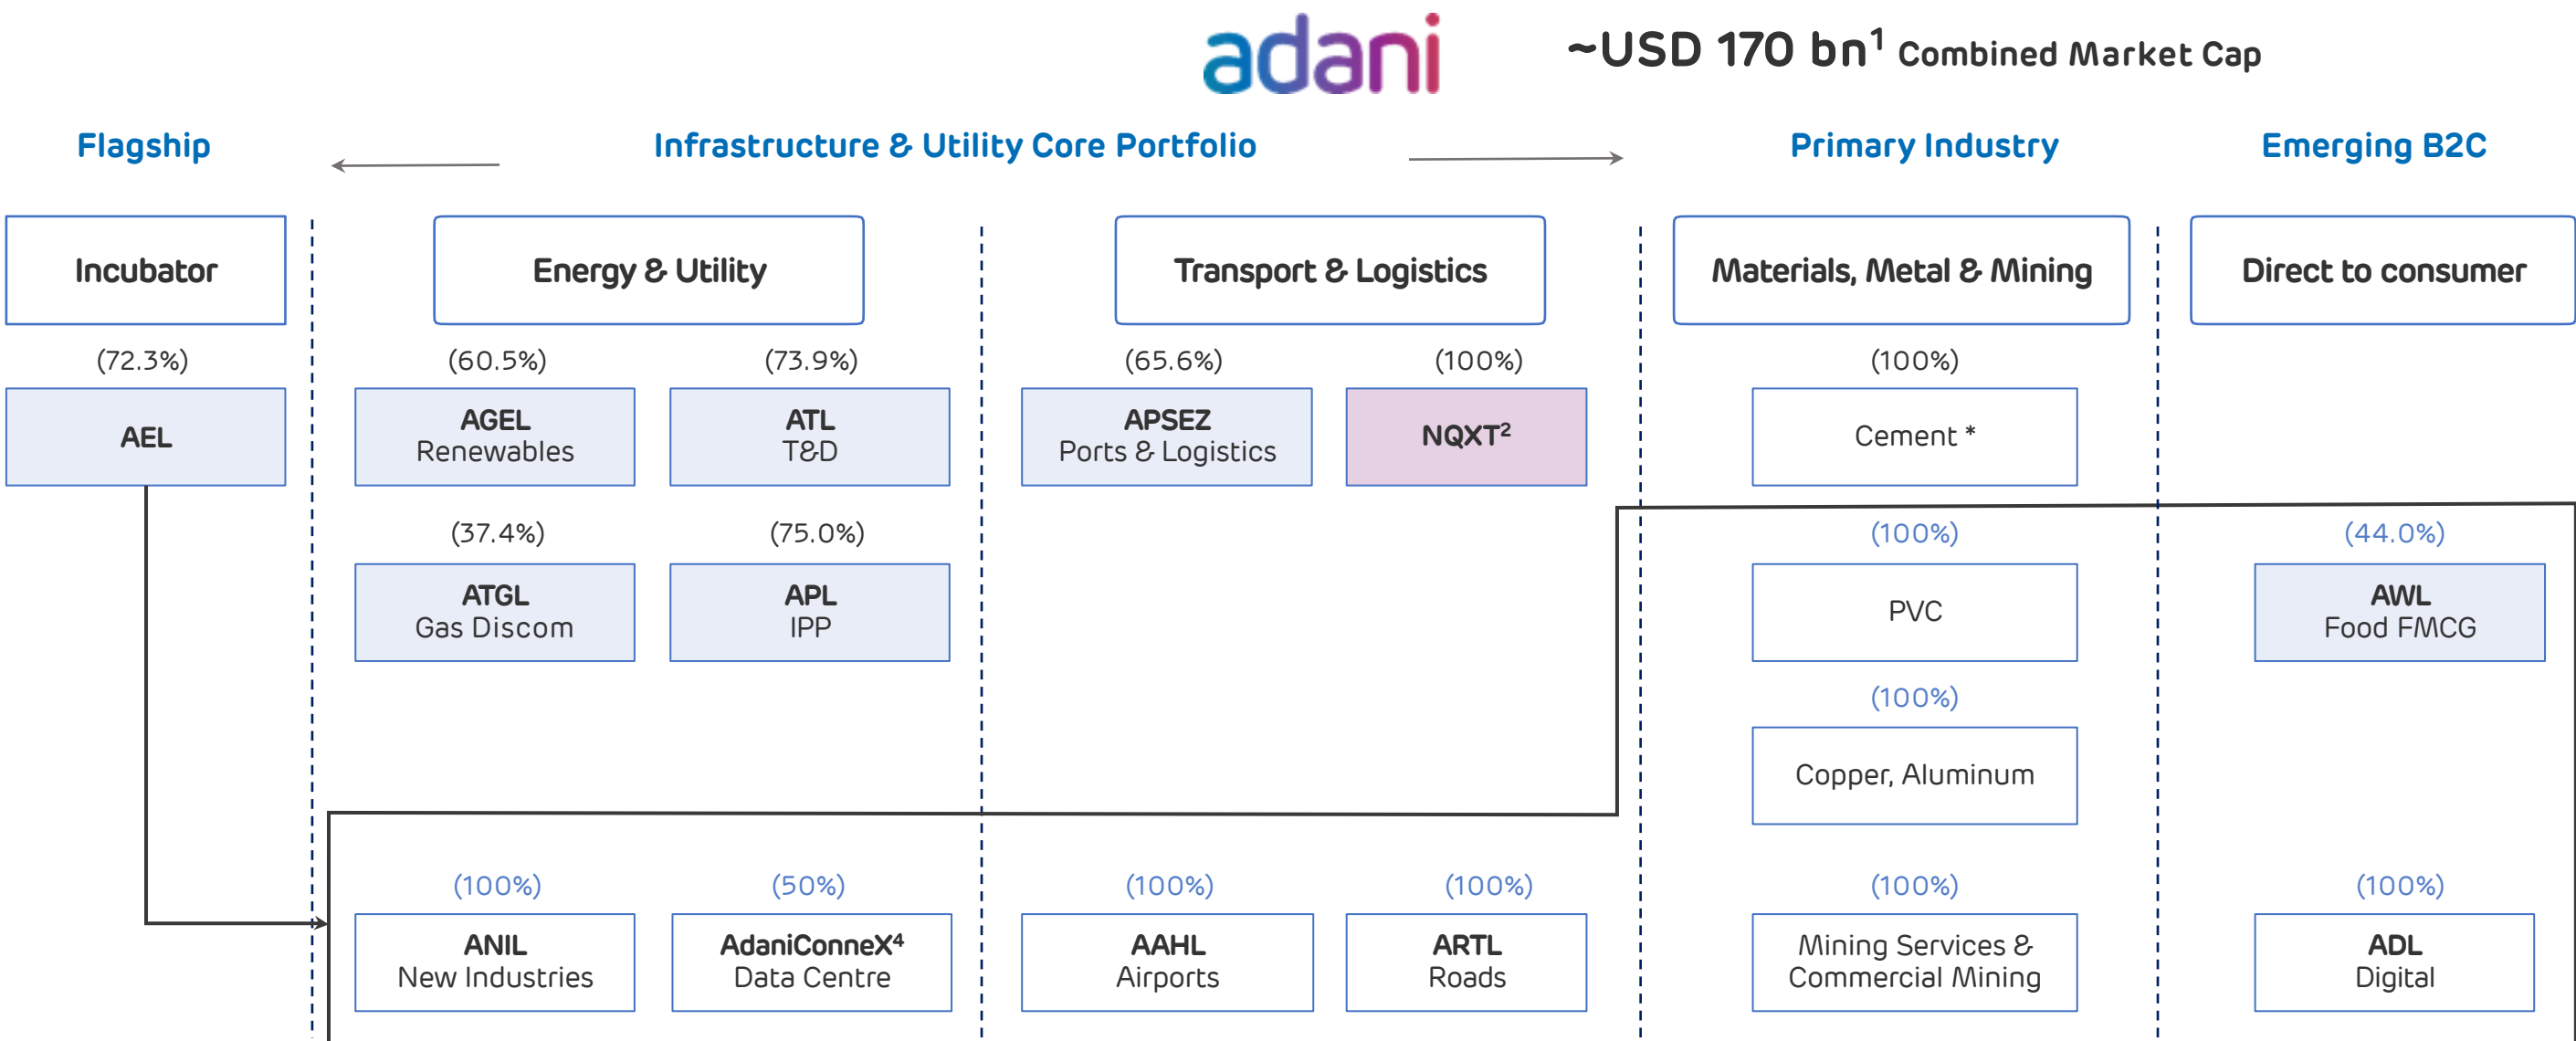 adani
~USD 170 bn¹ Combined Market Cap
Flagship
Infrastructure & Utility Core Portfolio
Primary Industry
Emerging B2C
Incubator
Energy & Utility
Transport & Logistics
Materials, Metal & Mining
Direct to consumer
(72.3%)
(60.5%)
(73.9%)
(65.6%)
(100%)
(100%)
AEL
AGEL
Renewables
ATL
T&D
APSEZ
Ports & Logistics
NQXT²
Cement *
(37.4%)
(75.0%)
(100%)
(44.0%)
ATGL
Gas Discom
APL
IPP
PVC
AWL
Food FMCG
(100%)
Copper, Aluminum
(100%)
(50%)
(100%)
(100%)
(100%)
(100%)
ANIL
New Industries
AdaniConneX⁴
Data Centre
AAHL
Airports
ARTL
Roads
Mining Services &
Commercial Mining
ADL
Digital